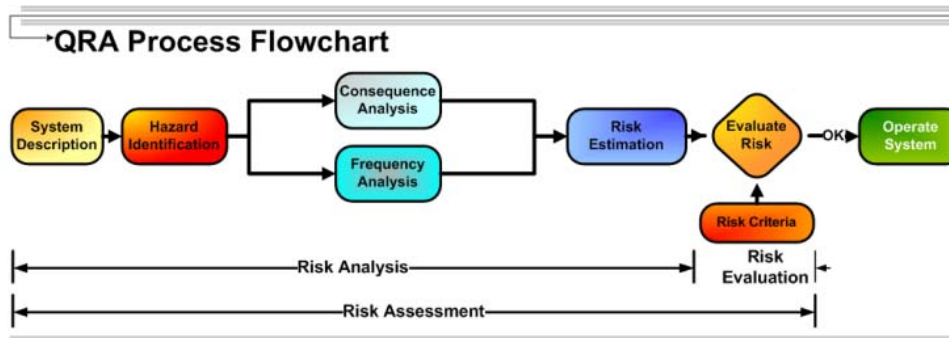 QRA Process Flowchart
System
Description
Hazard
Identification
Consequence
Analysis
Frequency
Analysis
Risk
Estimation
Evaluate
Risk
OK
Operate
System
Risk Criteria
Risk Analysis
Risk
Evaluation
Risk Assessment